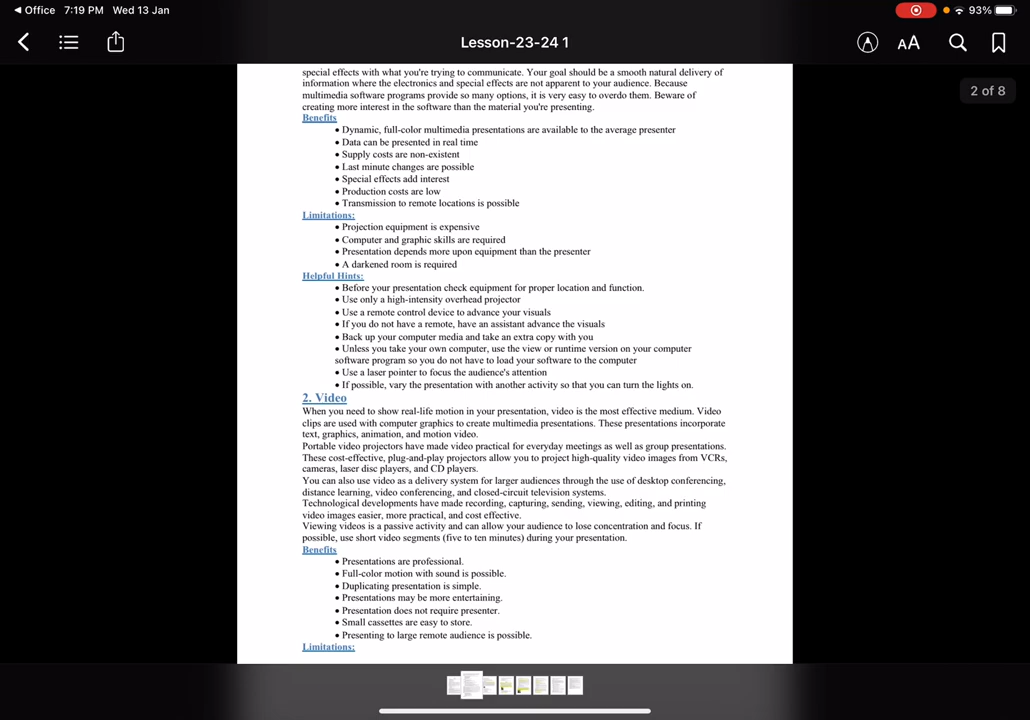 Office 7:19 PM Wed 13 Jan 93%
Lesson-23-24 1
AA
2 of 8
special effects with what you're trying to communicate. Your goal should be a smooth natural delivery of
information where the electronics and special effects are not apparent to your audience. Because
multimedia software programs provide so many options, it is very easy to overdo them. Beware of
creating more interest in the software than the material you're presenting.
Benefits
• Dynamic, full-color multimedia presentations are available to the average presenter
• Data can be presented in real time
• Supply costs are non-existent
• Last minute changes are possible
• Special effects add interest
• Production costs are low
• Transmission to remote locations is possible
Limitations:
• Projection equipment is expensive
• Computer and graphic skills are required
• Presentation depends more upon equipment than the presenter
• A darkened room is required
Helpful Hints:
• Before your presentation check equipment for proper location and function.
• Use only a high-intensity overhead projector
• Use a remote control device to advance your visuals
• If you do not have a remote, have an assistant advance the visuals
• Back up your computer media and take an extra copy with you
• Unless you take your own computer, use the view or runtime version on your computer
software program so you do not have to load your software to the computer
• Use a laser pointer to focus the audience's attention
• If possible, vary the presentation with another activity so that you can turn the lights on.
2. Video
When you need to show real-life motion in your presentation, video is the most effective medium. Video
clips are used with computer graphics to create multimedia presentations. These presentations incorporate
text, graphics, animation, and motion video.
Portable video projectors have made video practical for everyday meetings as well as group presentations.
These cost-effective, plug-and-play projectors allow you to project high-quality video images from VCRs,
cameras, laser disc players, and CD players.
You can also use video as a delivery system for larger audiences through the use of desktop conferencing,
distance learning, video conferencing, and closed-circuit television systems.
Technological developments have made recording, capturing, sending, viewing, editing, and printing
video images easier, more practical, and cost effective.
Viewing videos is a passive activity and can allow your audience to lose concentration and focus. If
possible, use short video segments (five to ten minutes) during your presentation.
Benefits
• Presentations are professional.
• Full-color motion with sound is possible.
• Duplicating presentation is simple.
• Presentations may be more entertaining.
• Presentation does not require presenter.
• Small cassettes are easy to store.
• Presenting to large remote audience is possible.
Limitations: